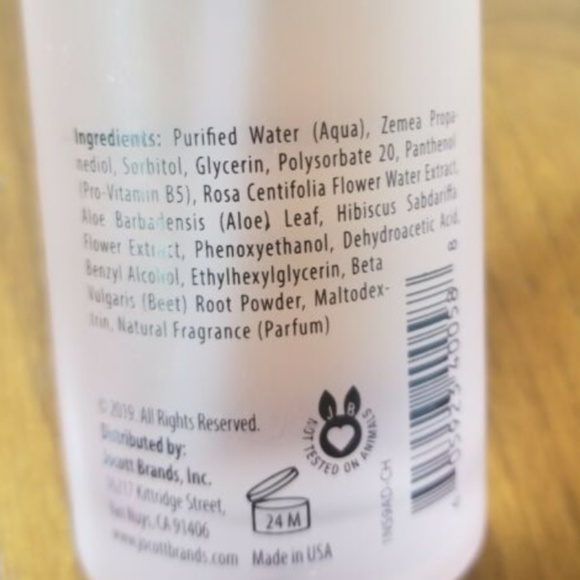 Ingredients: Purified Water (Aqua), Zemea Propa-
nediol, Sorbitol, Glycerin, Polysorbate 20, Panthenol
(Pro-Vitamin B5), Rosa Centifolia Flower Water Extract,
Aloe Barbadensis (Aloe) Leaf, Hibiscus Sabdariffa
Flower Extract, Phenoxyethanol, Dehydroacetic Acid,
Benzyl Alcohol, Ethylhexylglycerin, Beta
Vulgaris (Beet) Root Powder, Maltodex-
trin, Natural Fragrance (Parfum)
© 2019. All Rights Reserved.
Distributed by:
Jocott Brands, Inc.
16217 Kittridge Street,
Van Nuys, CA 91406
www.jocottbrands.com Made in USA
24 M
J B
NOT TESTED ON ANIMALS